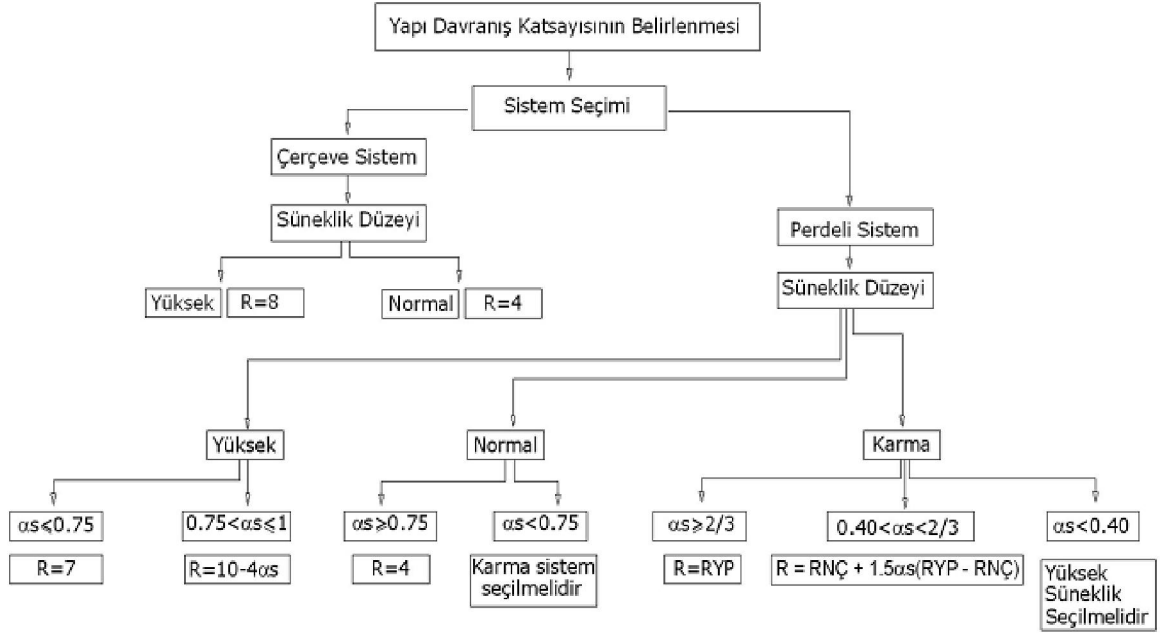 Yapı Davranış Katsayısının Belirlenmesi
Sistem Seçimi
Çerçeve Sistem
Süneklik Düzeyi
Yüksek
R=8
Normal
R=4
Perdeli Sistem
Süneklik Düzeyi
Yüksek
Normal
Karma
αs⩽0.75
0.75<αs⩽1
αs⩾0.75
αs<0.75
αs⩾2/3
0.40<αs<2/3
αs<0.40
R=7
R=10-4αs
R=4
Karma sistem
seçilmelidir
R=RYP
R = RNÇ + 1.5αs(RYP - RNÇ)
Yüksek
Süneklik
Seçilmelidir